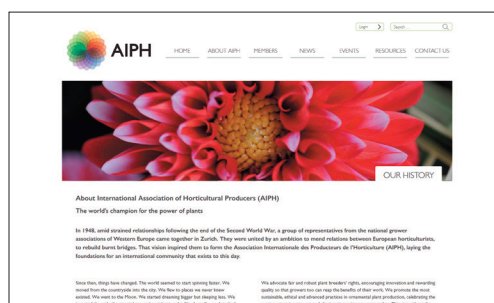 Login Search
AIPH HOME ABOUT AIPH MEMBERS NEWS EVENTS RESOURCES CONTACT US
OUR HISTORY
About International Association of Horticultural Producers (AIPH)
The world's champion for the power of plants
In 1948, amid strained relationships following the end of the Second World War, a group of representatives from the national grower
associations of Western Europe came together in Zurich. They were united by an ambition to mend relations between European horticulturists,
to rebuild burnt bridges. That vision inspired them to form the Association Internationale des Producteurs de l'Horticulture (AIPH), laying the
foundations for an international community that exists to this day.
Since then, things have changed. The world seemed to start spinning faster. We
moved from the countryside into the city. We flew to places we never knew
existed. We went to the Moon. We started dreaming bigger but sleeping less. We
We advocate fair and robust plant breeders' rights, encouraging innovation and rewarding
quality so that growers too can reap the benefits of their work. We promote the most
sustainable, ethical and advanced practices in ornamental plant production, celebrating the